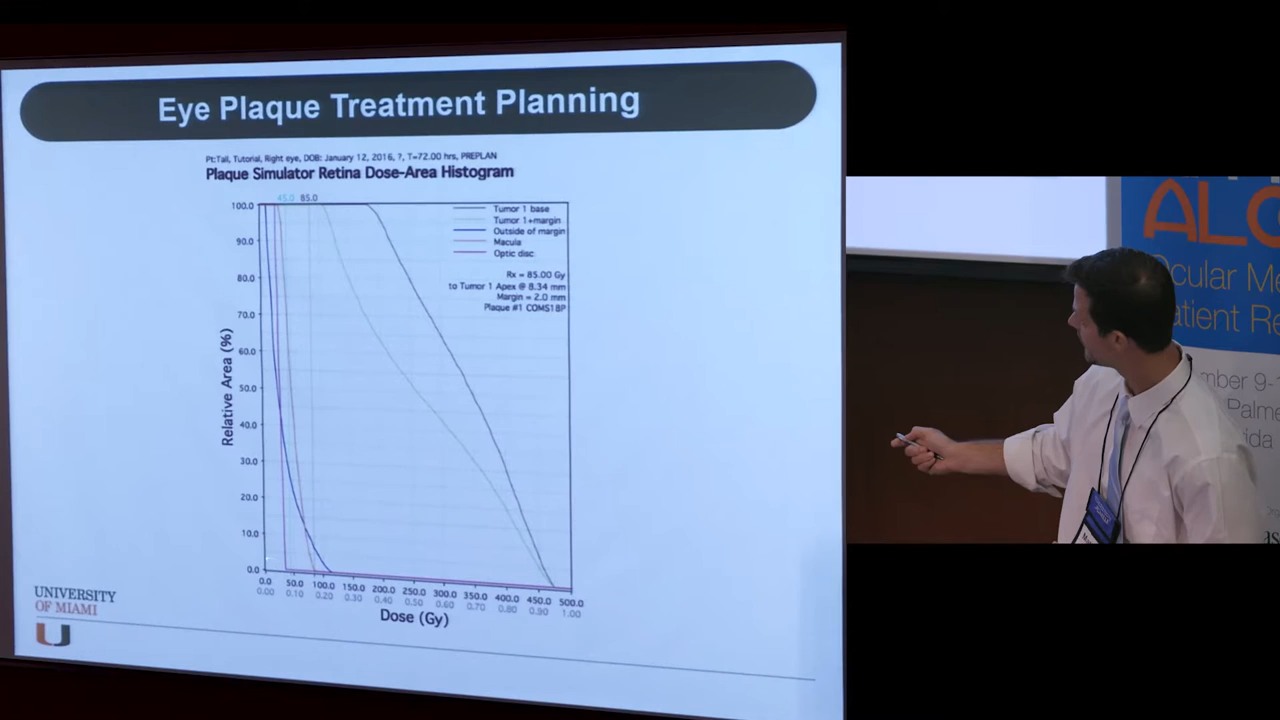 Eye Plaque Treatment Planning
Pt:Tall, Tutorial, Right eye, DOB: January 12, 2016, ?, T=72.00 hrs, PREPLAN
Plaque Simulator Retina Dose-Area Histogram
45.0 85.0
Tumor 1 base
Tumor 1+margin
Outside of margin
Macula
Optic disc
Rx = 85.00 Gy
to Tumor 1 Apex @ 8.34 mm
Margin = 2.0 mm
Plaque #1 COMS18P
Relative Area (%)
100.0
90.0
80.0
70.0
60.0
50.0
40.0
30.0
20.0
10.0
0.0
0.0 50.0 100.0 150.0 200.0 250.0 300.0 350.0 400.0 450.0 500.0
0.00 0.10 0.20 0.30 0.40 0.50 0.60 0.70 0.80 0.90 1.00
Dose (Gy)
UNIVERSITY
OF MIAMI
U
ALC
cular Me
atient Re
mber 9-
Palme
ida